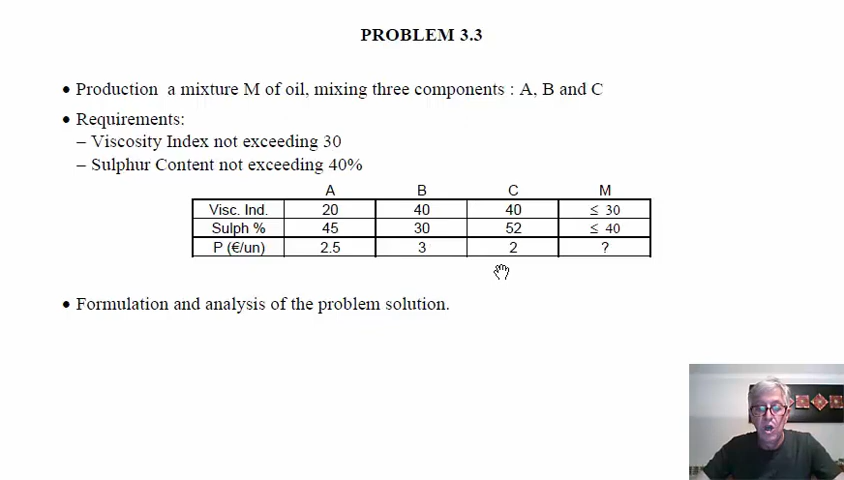 PROBLEM 3.3
• Production a mixture M of oil, mixing three components : A, B and C
• Requirements:
– Viscosity Index not exceeding 30
– Sulphur Content not exceeding 40%
A B C M
Visc. Ind. 20 40 40 ≤ 30
Sulph % 45 30 52 ≤ 40
P (€/un) 2.5 3 2 ?
• Formulation and analysis of the problem solution.